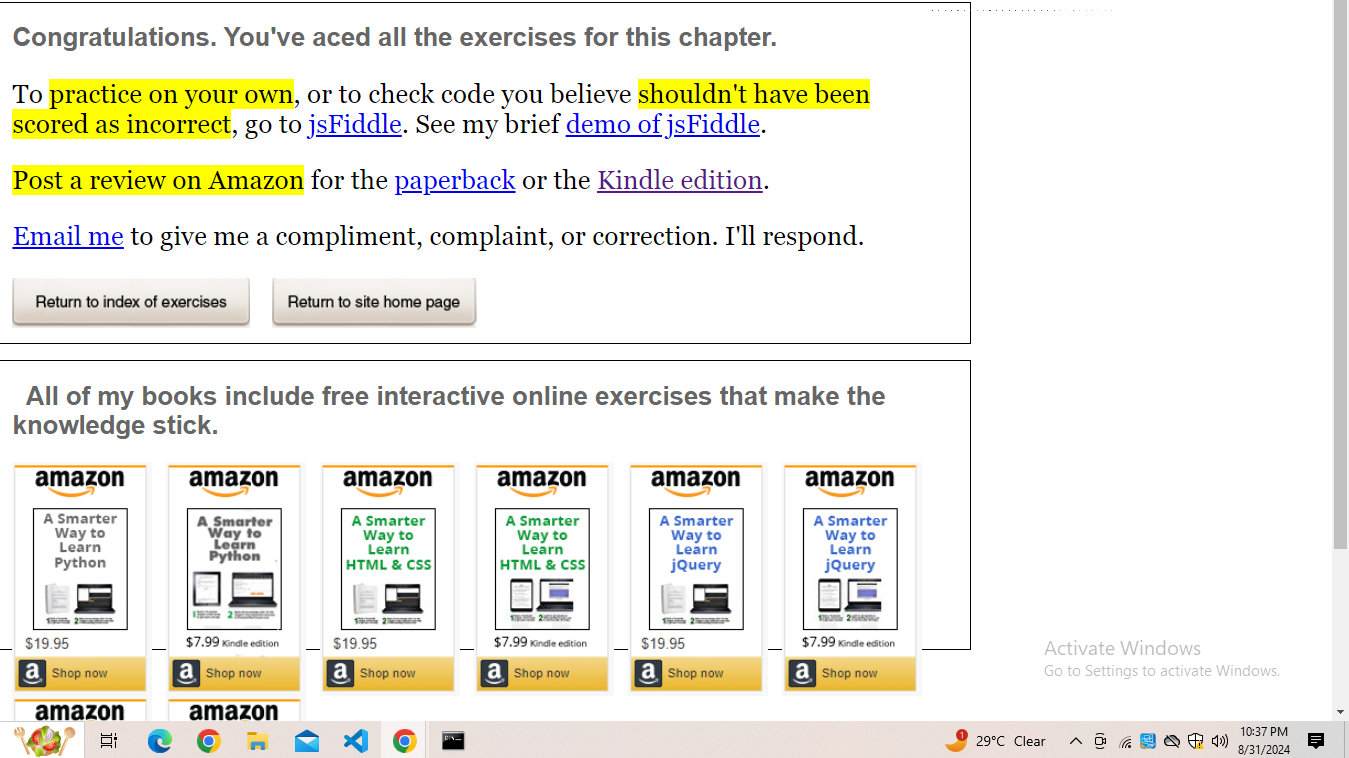 Congratulations. You've aced all the exercises for this chapter.
To practice on your own, or to check code you believe shouldn't have been
scored as incorrect, go to jsFiddle. See my brief demo of jsFiddle.
Post a review on Amazon for the paperback or the Kindle edition.
Email me to give me a compliment, complaint, or correction. I'll respond.
Return to index of exercises Return to site home page
All of my books include free interactive online exercises that make the
knowledge stick.
amazon amazon amazon amazon amazon amazon
A Smarter Way to Learn Python
A Smarter Way to Learn Python
A Smarter Way to Learn HTML & CSS
A Smarter Way to Learn HTML & CSS
A Smarter Way to Learn jQuery
A Smarter Way to Learn jQuery
$19.95 $7.99 Kindle edition $19.95 $7.99 Kindle edition $19.95 $7.99 Kindle edition
Activate Windows
Go to Settings to activate Windows.
a Shop now a Shop now a Shop now a Shop now a Shop now a Shop now
amazon amazon
1 29°C Clear 10:37 PM
8/31/2024